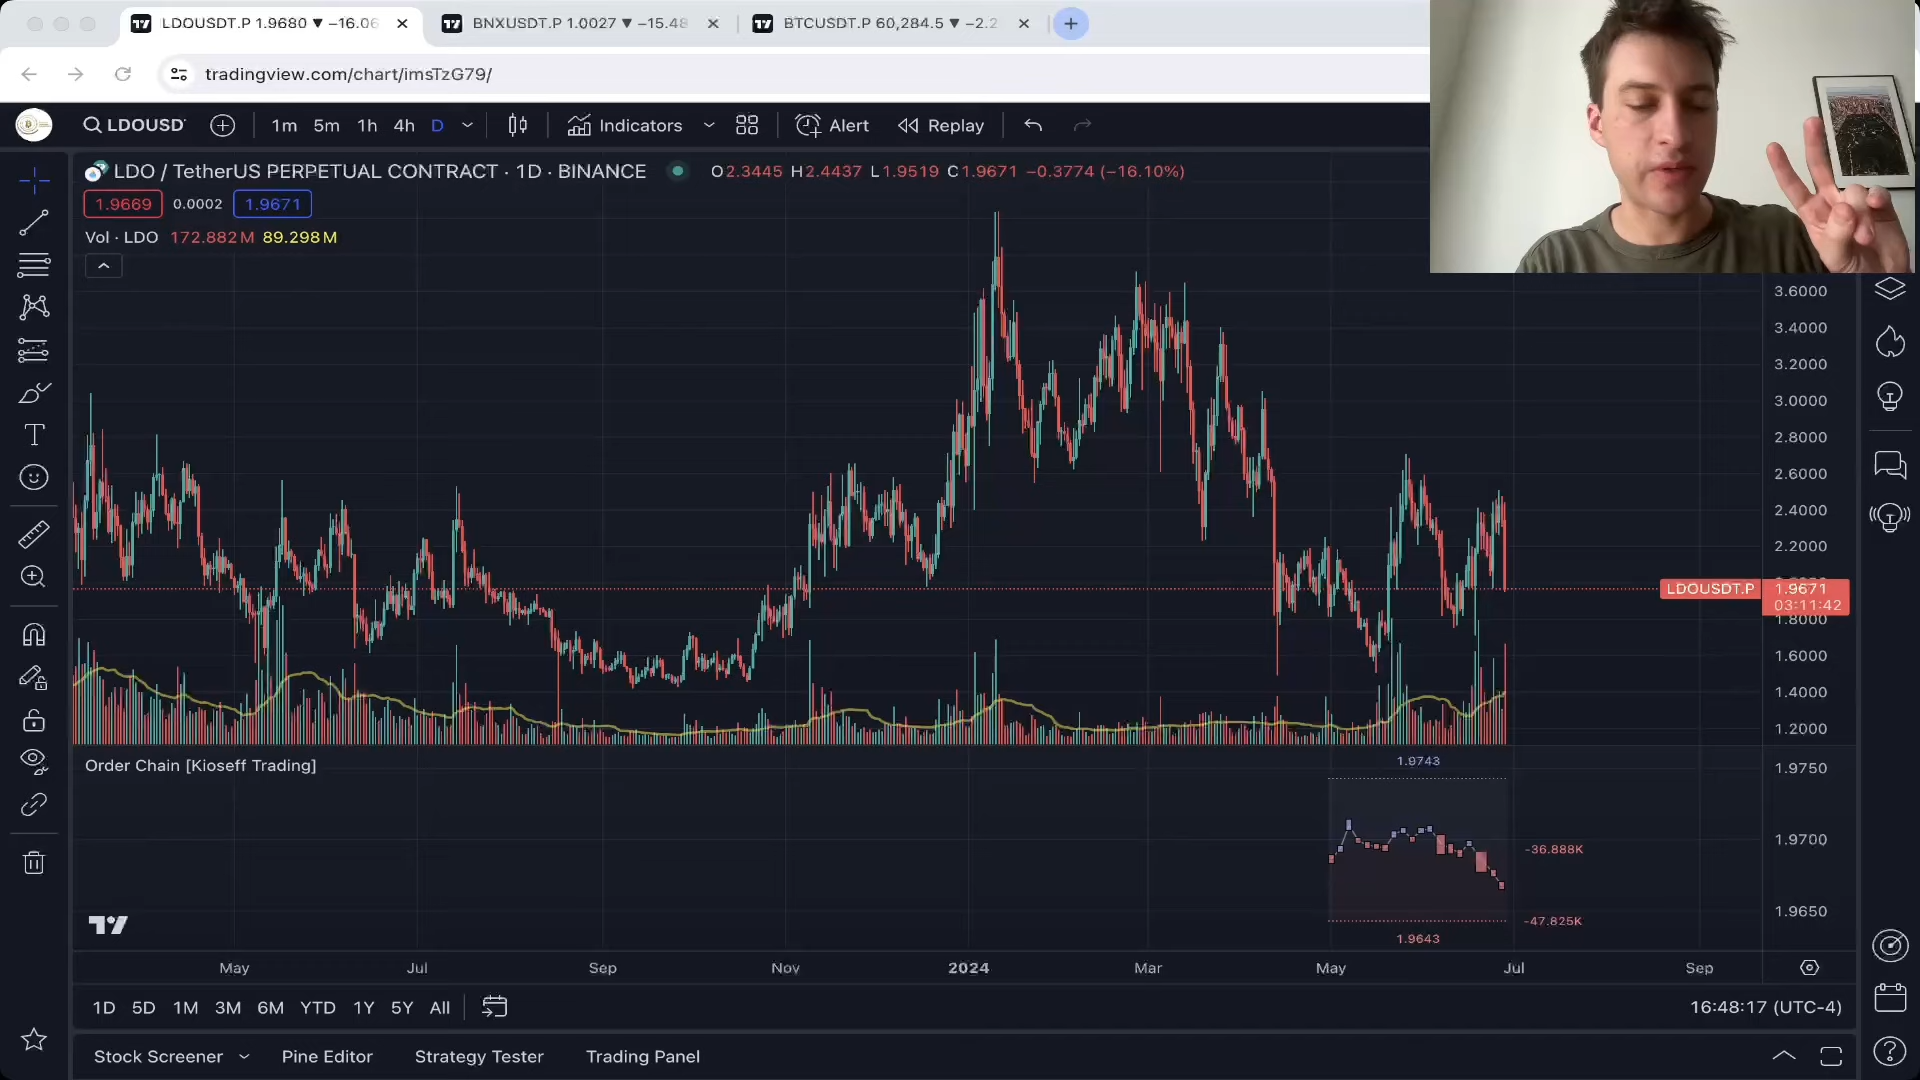 LDOUSDT.P 1.9680 ▼ −16.06
BNXUSDT.P 1.0027 ▼ −15.48
BTCUSDT.P 60,284.5 ▼ −2.2
tradingview.com/chart/imsTzG79/
LDOUSD
1m 5m 1h 4h D
Indicators
Alert
Replay
LDO / TetherUS PERPETUAL CONTRACT · 1D · BINANCE
O2.3445 H2.4437 L1.9519 C1.9671 −0.3774 (−16.10%)
1.9669 0.0002 1.9671
Vol · LDO 172.882M 89.298M
3.6000
3.4000
3.2000
3.0000
2.8000
2.6000
2.4000
2.2000
LDOUSDT.P 1.9671
03:11:42
1.8000
1.6000
1.4000
1.2000
Order Chain [Kioseff Trading]
1.9743
1.9750
1.9700
-36.888K
1.9650
-47.825K
1.9643
May Jul Sep Nov 2024 Mar May Jul Sep
1D 5D 1M 3M 6M YTD 1Y 5Y All
16:48:17 (UTC-4)
Stock Screener Pine Editor Strategy Tester Trading Panel